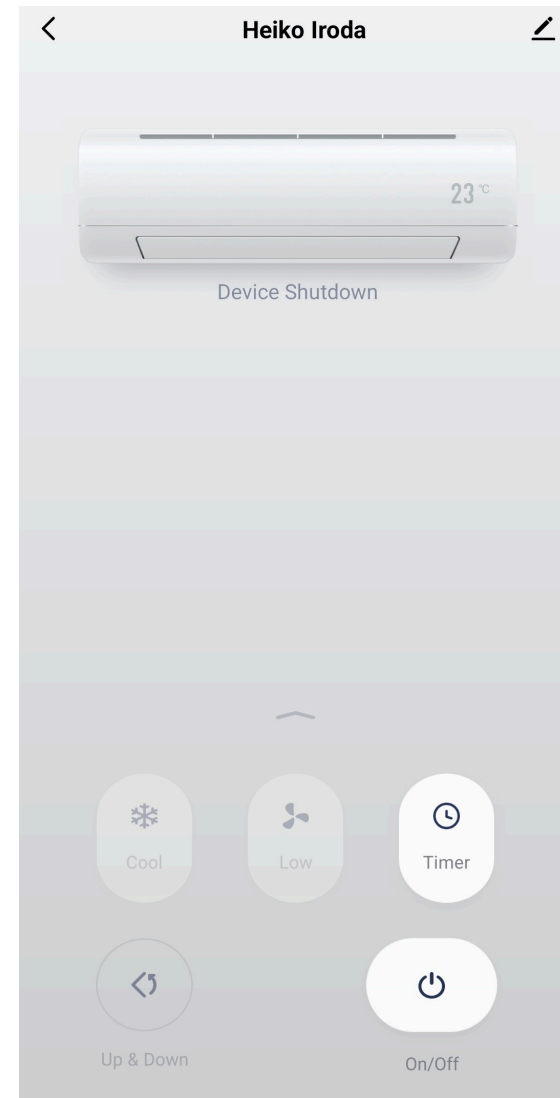 Heiko Iroda
23 °C
Device Shutdown
Cool
Low
Timer
Up & Down
On/Off